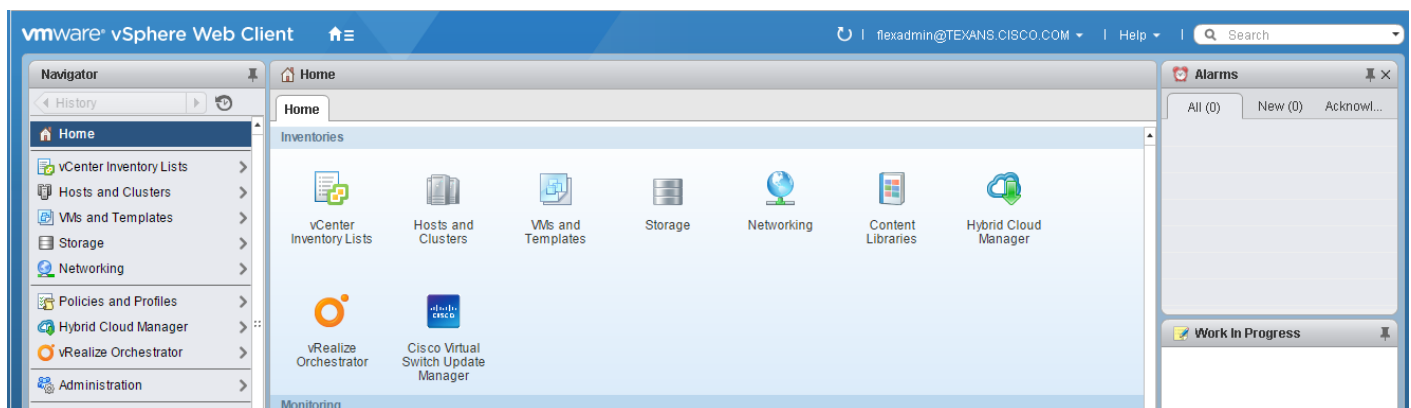 vmware® vSphere Web Client
flexadmin@TEXANS.CISCO.COM
Help
Search
Navigator
History
Home
vCenter Inventory Lists
Hosts and Clusters
VMs and Templates
Storage
Networking
Policies and Profiles
Hybrid Cloud Manager
vRealize Orchestrator
Administration
Home
Home
Inventories
vCenter
Inventory Lists
Hosts and
Clusters
VMs and
Templates
Storage
Networking
Content
Libraries
Hybrid Cloud
Manager
vRealize
Orchestrator
CISCO
Cisco Virtual
Switch Update
Manager
Monitoring
Alarms
All (0)
New (0)
Acknowl...
Work In Progress